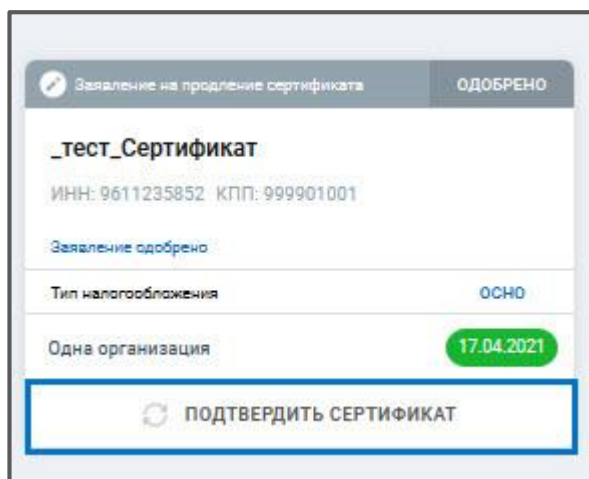 Заявление на продление сертификата ОДОБРЕНО
_тест_Сертификат
ИНН: 9611235852 КПП: 999901001
Заявление одобрено
Тип налогообложения ОСНО
Одна организация 17.04.2021
ПОДТВЕРДИТЬ СЕРТИФИКАТ